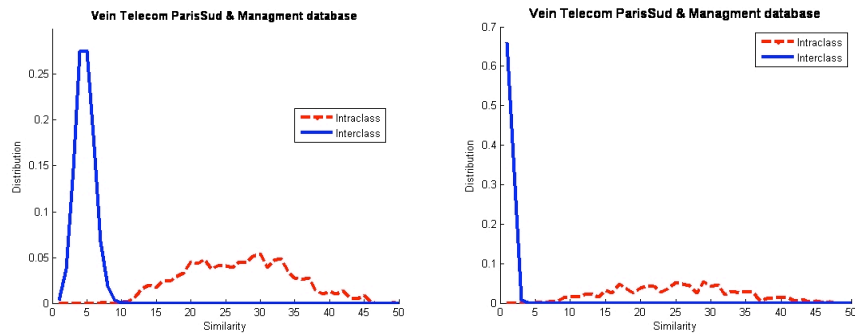 Vein Telecom ParisSud & Managment database
0.25
0.2
0.15
0.1
0.05
0
Distribution
0 5 10 15 20 25 30 35 40 45 50
Similarity
Intraclass
Interclass
Vein Telecom ParisSud & Managment database
0.7
0.6
0.5
0.4
0.3
0.2
0.1
0
Distribution
0 5 10 15 20 25 30 35 40 45 50
Similarity
Intraclass
Interclass